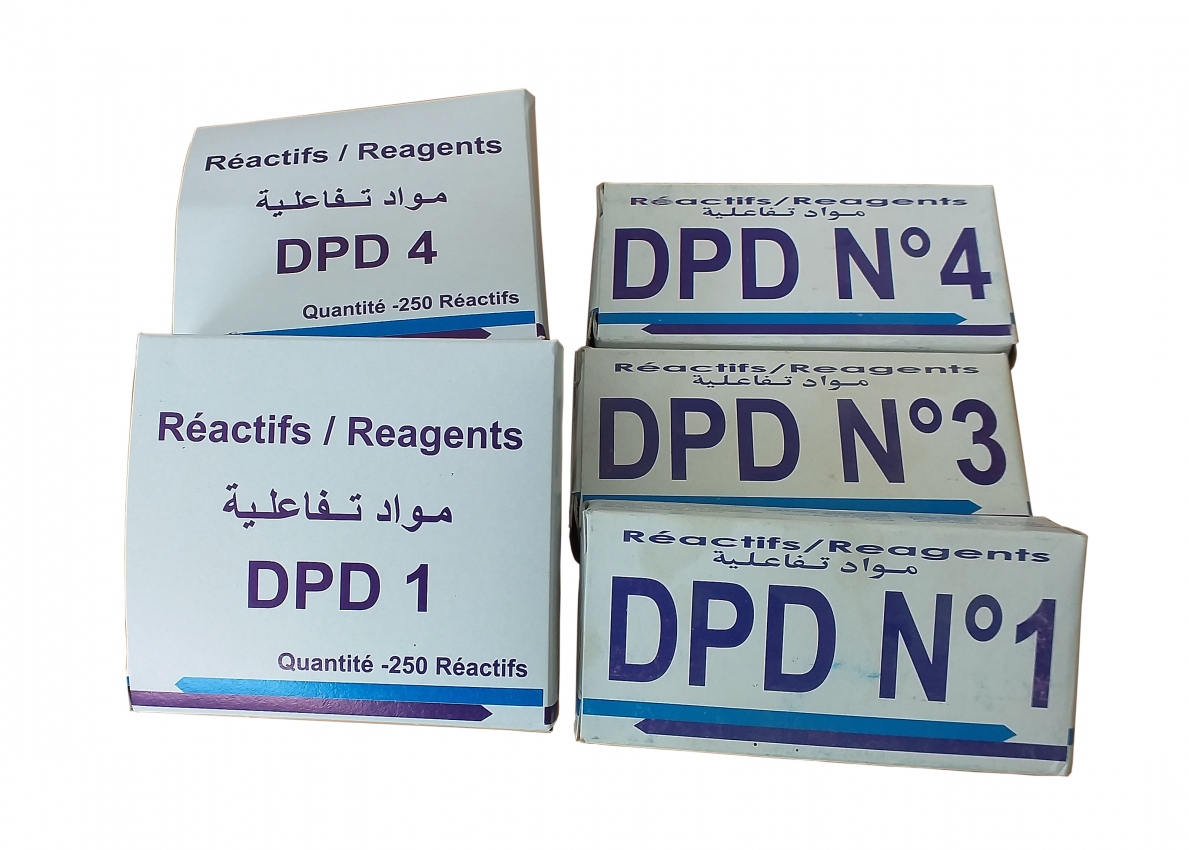 Réactifs / Reagents
مواد تفاعلية
DPD 4
Quantité -250 Réactifs
Réactifs / Reagents
مواد تفاعلية
DPD 1
Quantité -250 Réactifs
Réactifs/Reagents
مواد تفاعلية
DPD N°4
Réactifs/Reagents
مواد تفاعلية
DPD N°3
Réactifs/Reagents
مواد تفاعلية
DPD N°1